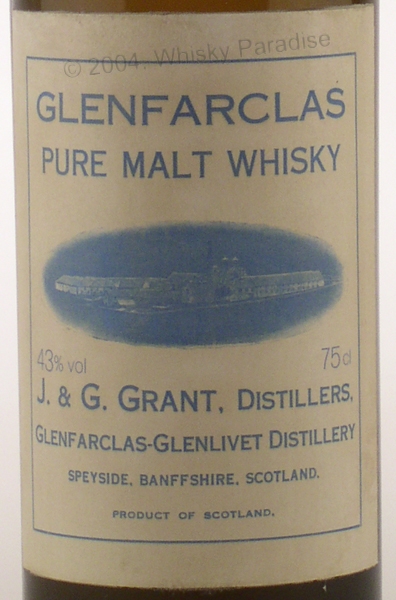 © 2004. Whisky Paradise
GLENFARCLAS
PURE MALT WHISKY
43% vol 75cl
J. & G. GRANT, DISTILLERS,
GLENFARCLAS-GLENLIVET DISTILLERY
SPEYSIDE, BANFFSHIRE, SCOTLAND.
PRODUCT OF SCOTLAND.